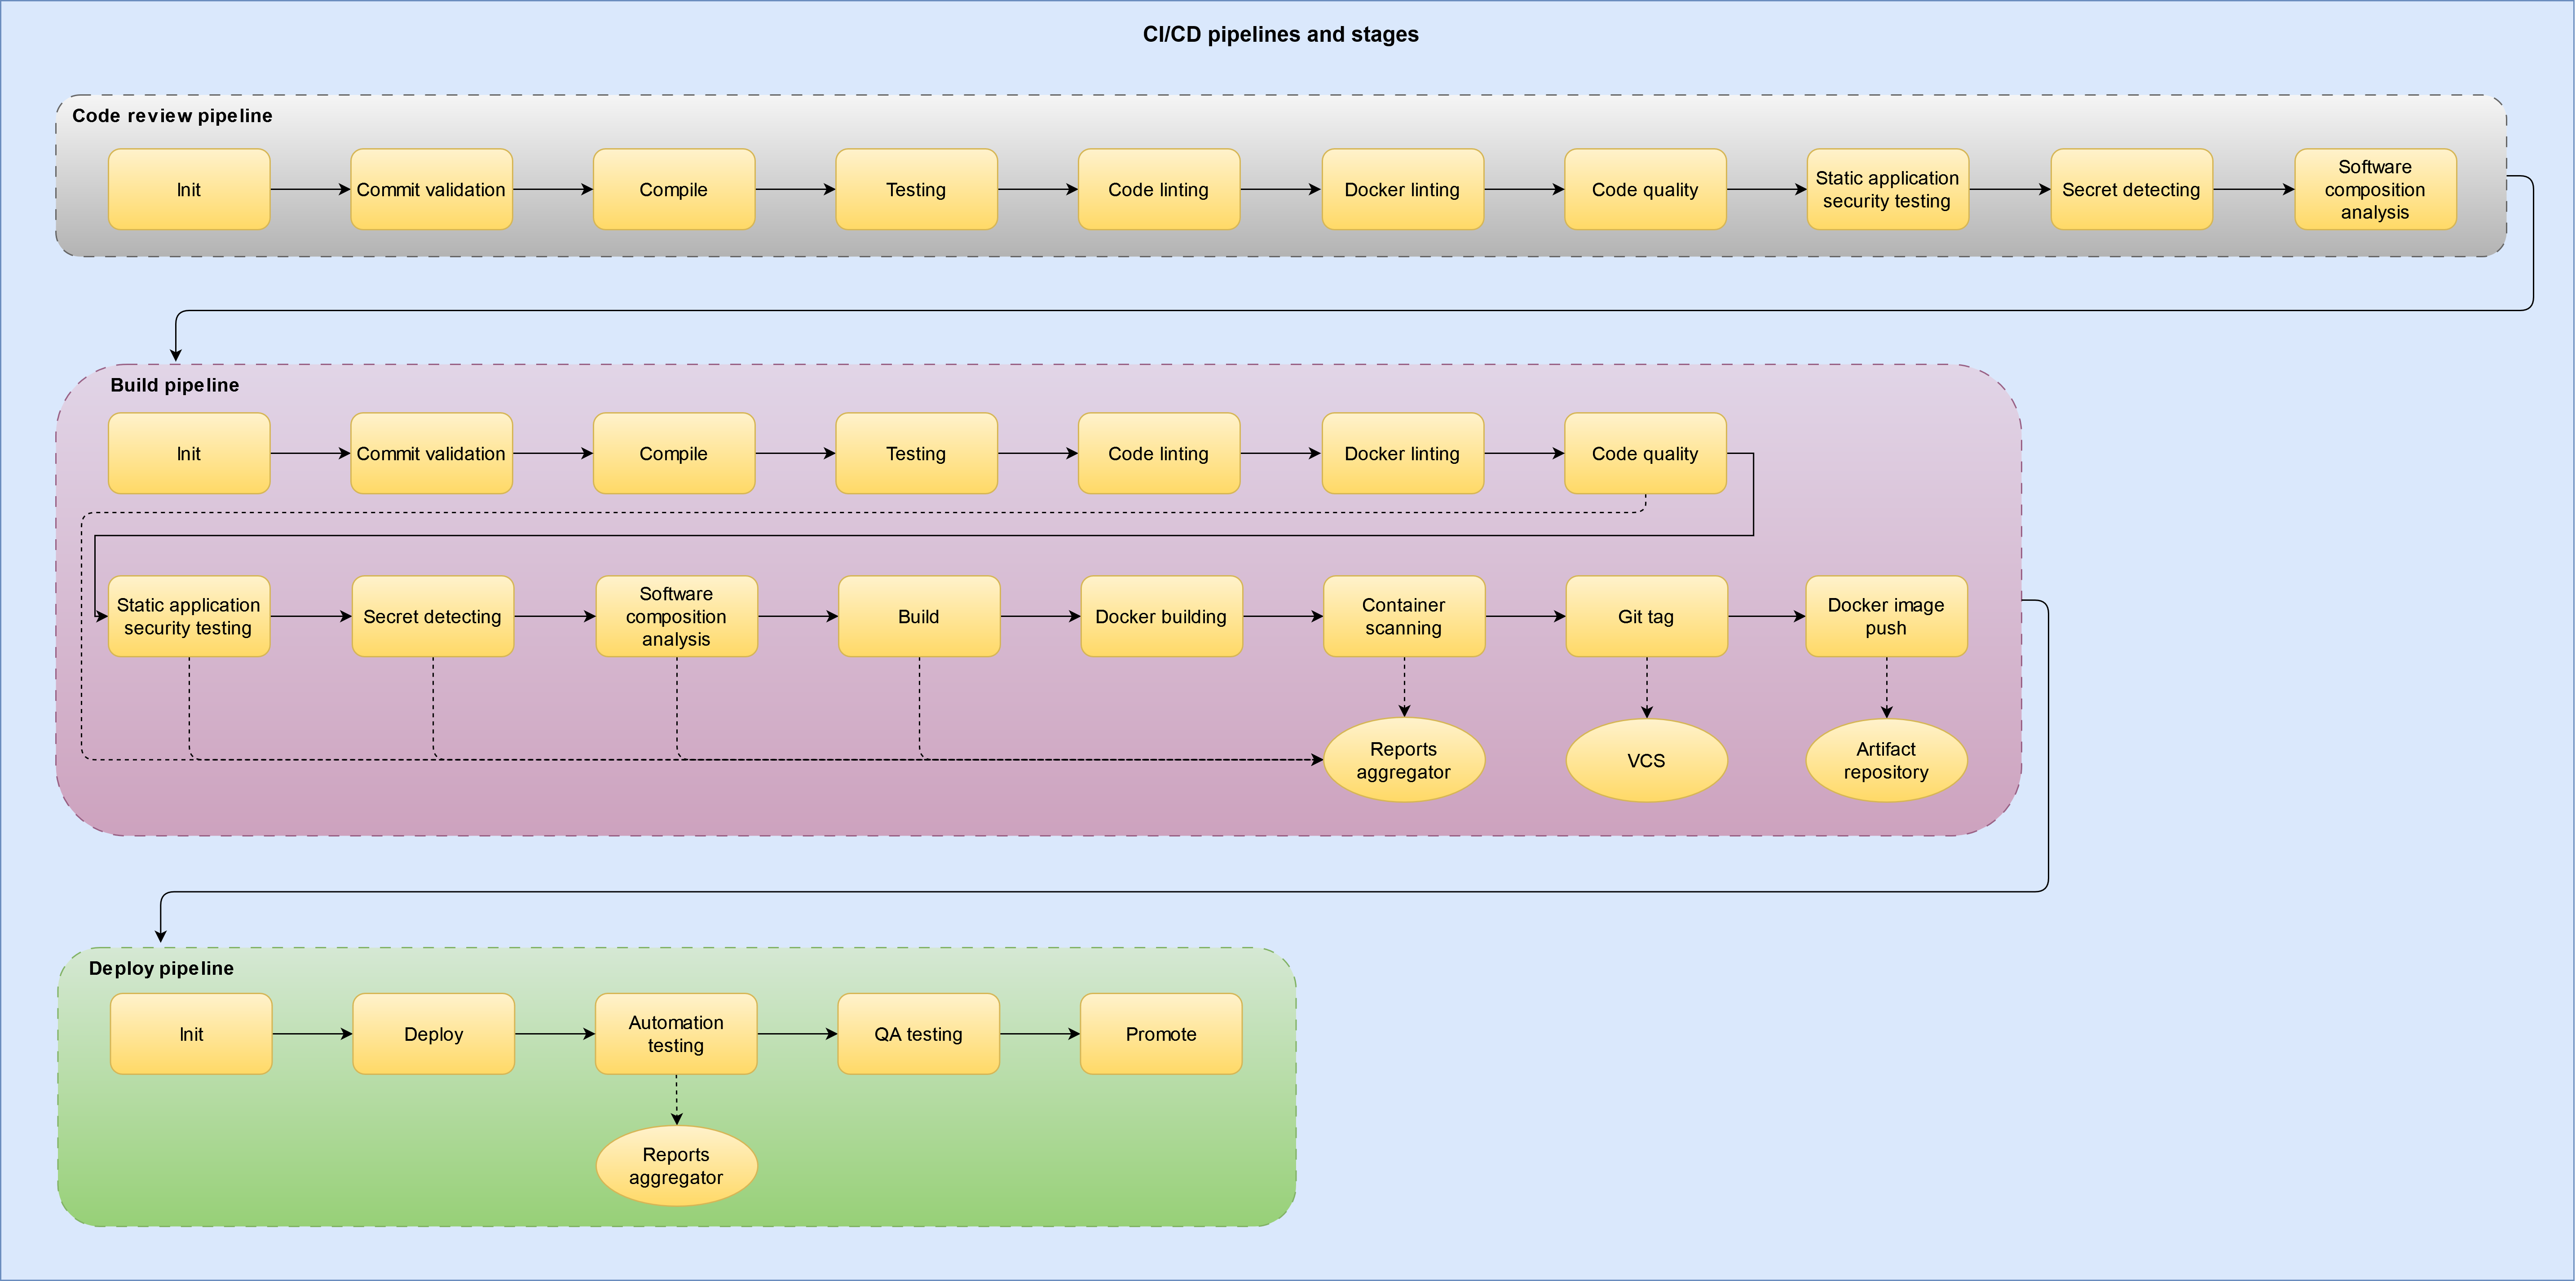 CI/CD pipelines and stages
Code review pipeline
Init
Commit validation
Compile
Testing
Code linting
Docker linting
Code quality
Static application
security testing
Secret detecting
Software
composition
analysis
Build pipeline
Init
Commit validation
Compile
Testing
Code linting
Docker linting
Code quality
Static application
security testing
Secret detecting
Software
composition
analysis
Build
Docker building
Container
scanning
Git tag
Docker image
push
Reports
aggregator
VCS
Artifact
repository
Deploy pipeline
Init
Deploy
Automation
testing
QA testing
Promote
Reports
aggregator